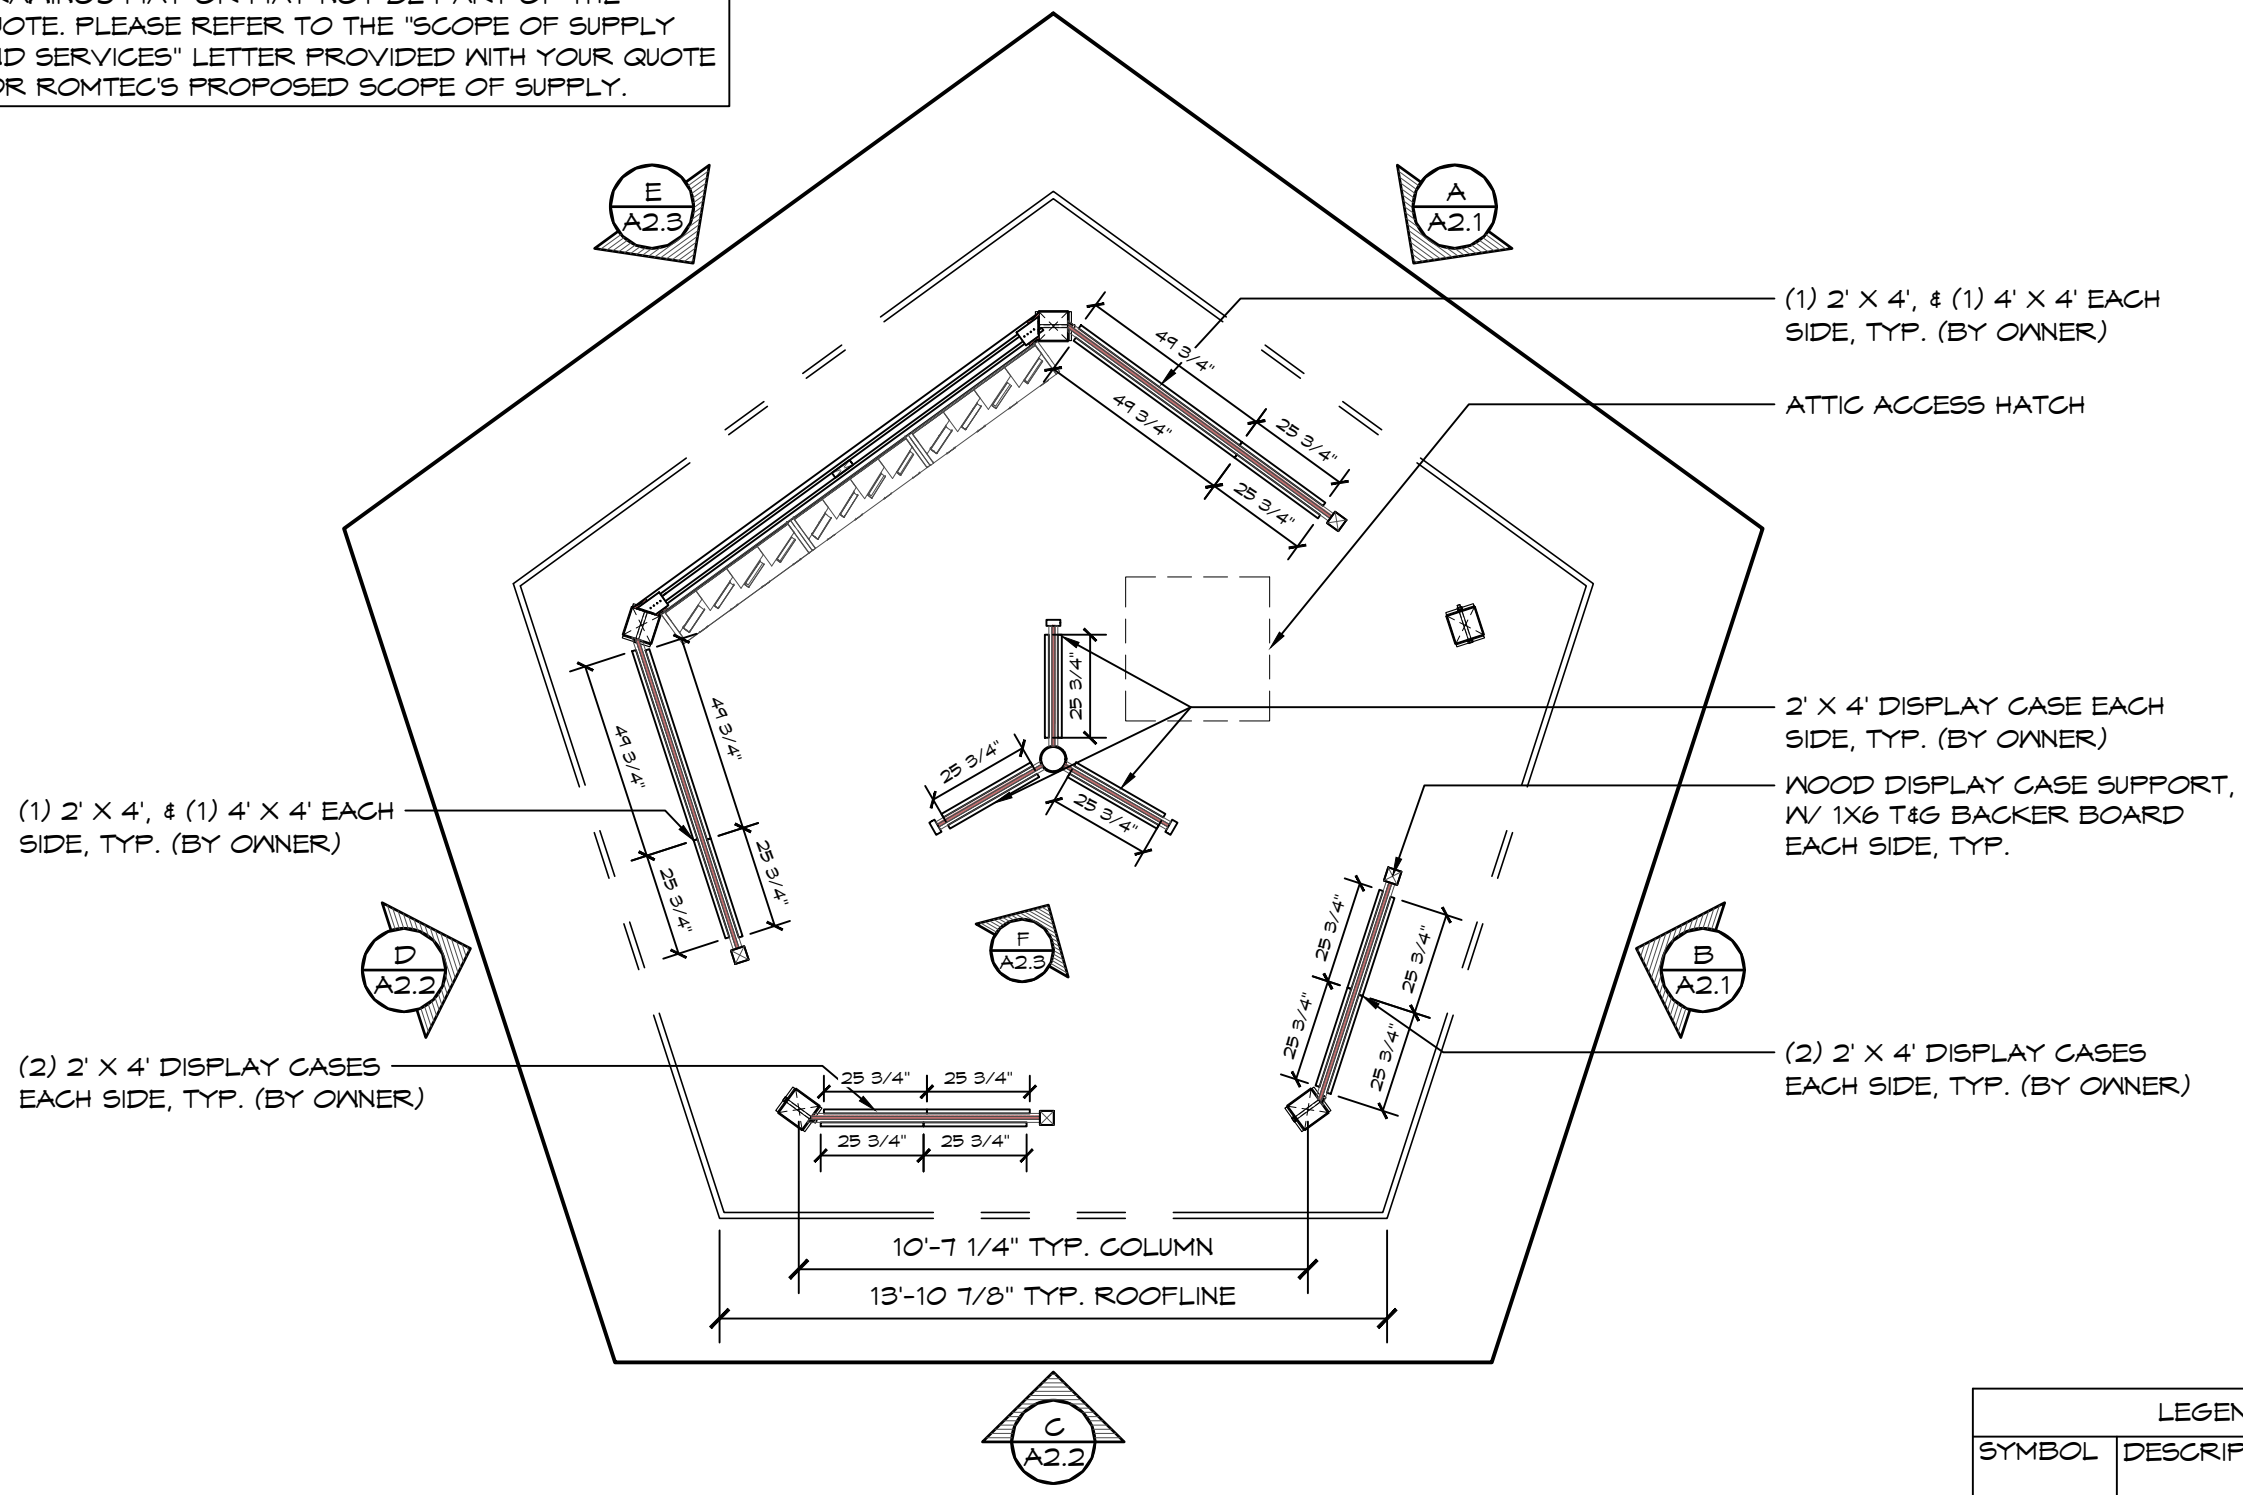 QUOTE. PLEASE REFER TO THE "SCOPE OF SUPPLY
AND SERVICES" LETTER PROVIDED WITH YOUR QUOTE
FOR ROMTEC'S PROPOSED SCOPE OF SUPPLY.
E
A2.3
A
A2.1
(1) 2' X 4', & (1) 4' X 4' EACH
SIDE, TYP. (BY OWNER)
49 3/4"
49 3/4"
25 3/4"
25 3/4"
ATTIC ACCESS HATCH
2' X 4' DISPLAY CASE EACH
SIDE, TYP. (BY OWNER)
25 3/4"
25 3/4"
25 3/4"
WOOD DISPLAY CASE SUPPORT,
W/ 1X6 T&G BACKER BOARD
EACH SIDE, TYP.
49 3/4"
49 3/4"
25 3/4"
25 3/4"
(1) 2' X 4', & (1) 4' X 4' EACH
SIDE, TYP. (BY OWNER)
D
A2.2
F
A2.3
B
A2.1
25 3/4"
25 3/4"
25 3/4"
25 3/4"
(2) 2' X 4' DISPLAY CASES
EACH SIDE, TYP. (BY OWNER)
(2) 2' X 4' DISPLAY CASES
EACH SIDE, TYP. (BY OWNER)
25 3/4" 25 3/4"
25 3/4" 25 3/4"
10'-7 1/4" TYP. COLUMN
13'-10 7/8" TYP. ROOFLINE
C
A2.2
SYMBOL